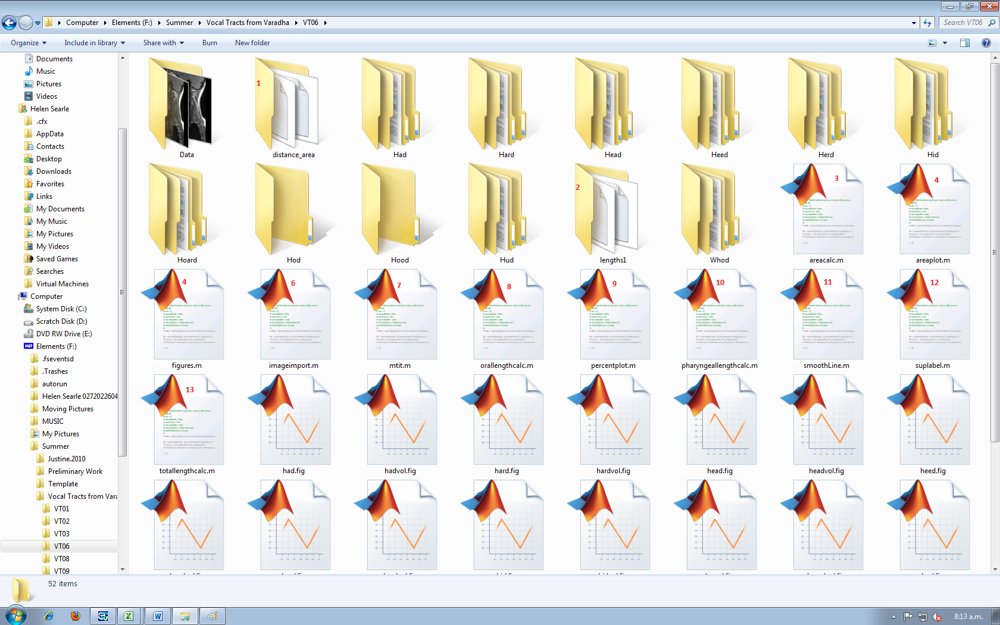 Computer Elements (F:) Summer Vocal Tracts from Varadha VT06
Search VT06
Organize Include in library Share with Burn New folder
Documents
Music
Pictures
Videos
Helen Searle
.cfx
AppData
Contacts
Desktop
Downloads
Favorites
Links
My Documents
My Music
My Pictures
My Videos
Saved Games
Searches
Virtual Machines
Computer
System Disk (C:)
Scratch Disk (D:)
DVD RW Drive (E:)
Elements (F:)
.fseventsd
.Trashes
autorun
Helen Searle 0272022604
Moving Pictures
MUSIC
My Pictures
Summer
Justine.2010
Preliminary Work
Template
Vocal Tracts from Vara
VT01
VT02
VT03
VT06
VT08
VT09
1
Data distance_area Had Hard Head Heed Herd Hid
2 3 4
Hoard Hod Hood Hud lengths1 Whod areacalc.m areaplot.m
4 6 7 8 9 10 11 12
figures.m imageimport.m mtit.m orallengthcalc.m percentplot.m pharyngeallengthcalc.m smoothLine.m suplabel.m
13
totallengthcalc.m had.fig hadvol.fig hard.fig hardvol.fig head.fig headvol.fig heed.fig
52 items
8:13 a.m.